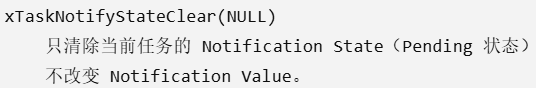 xTaskNotifyStateClear(NULL)
只清除当前任务的 Notification State（Pending 状态）
不改变 Notification Value。